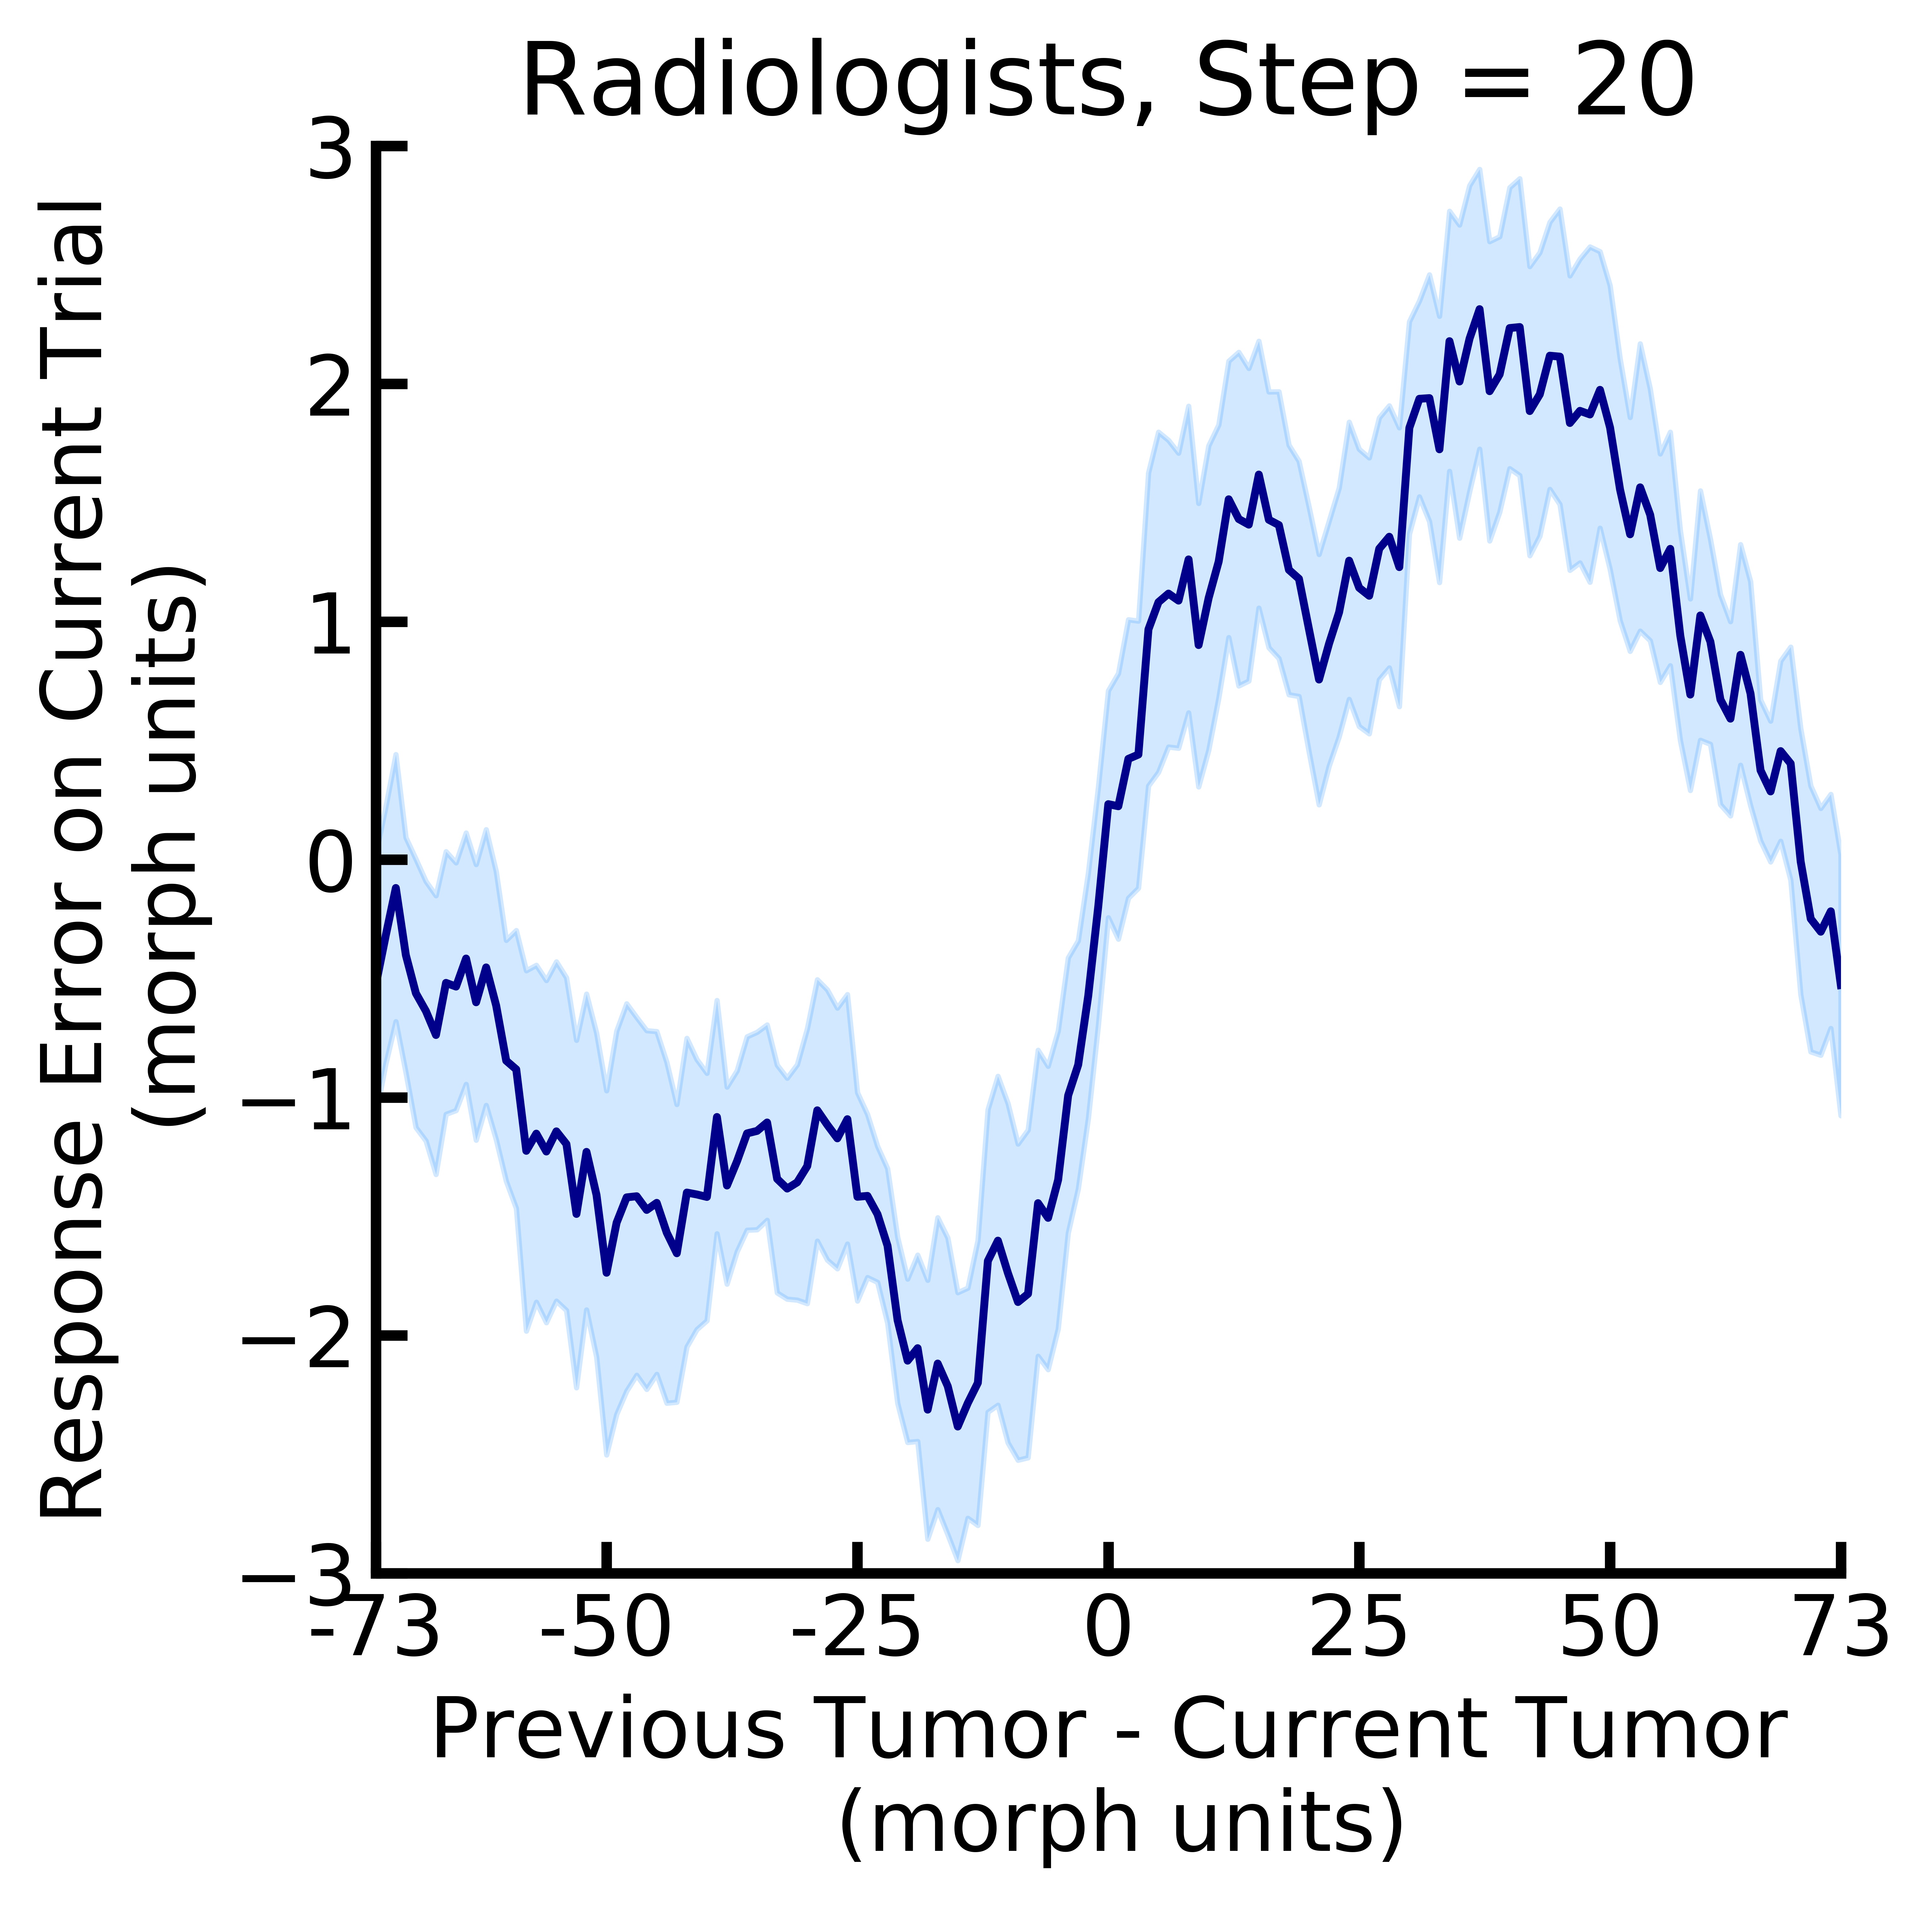 Radiologists, Step = 20
Response Error on Current Trial
(morph units)
3
2
1
0
−1
−2
−3
-73 -50 -25 0 25 50 73
Previous Tumor - Current Tumor
(morph units)